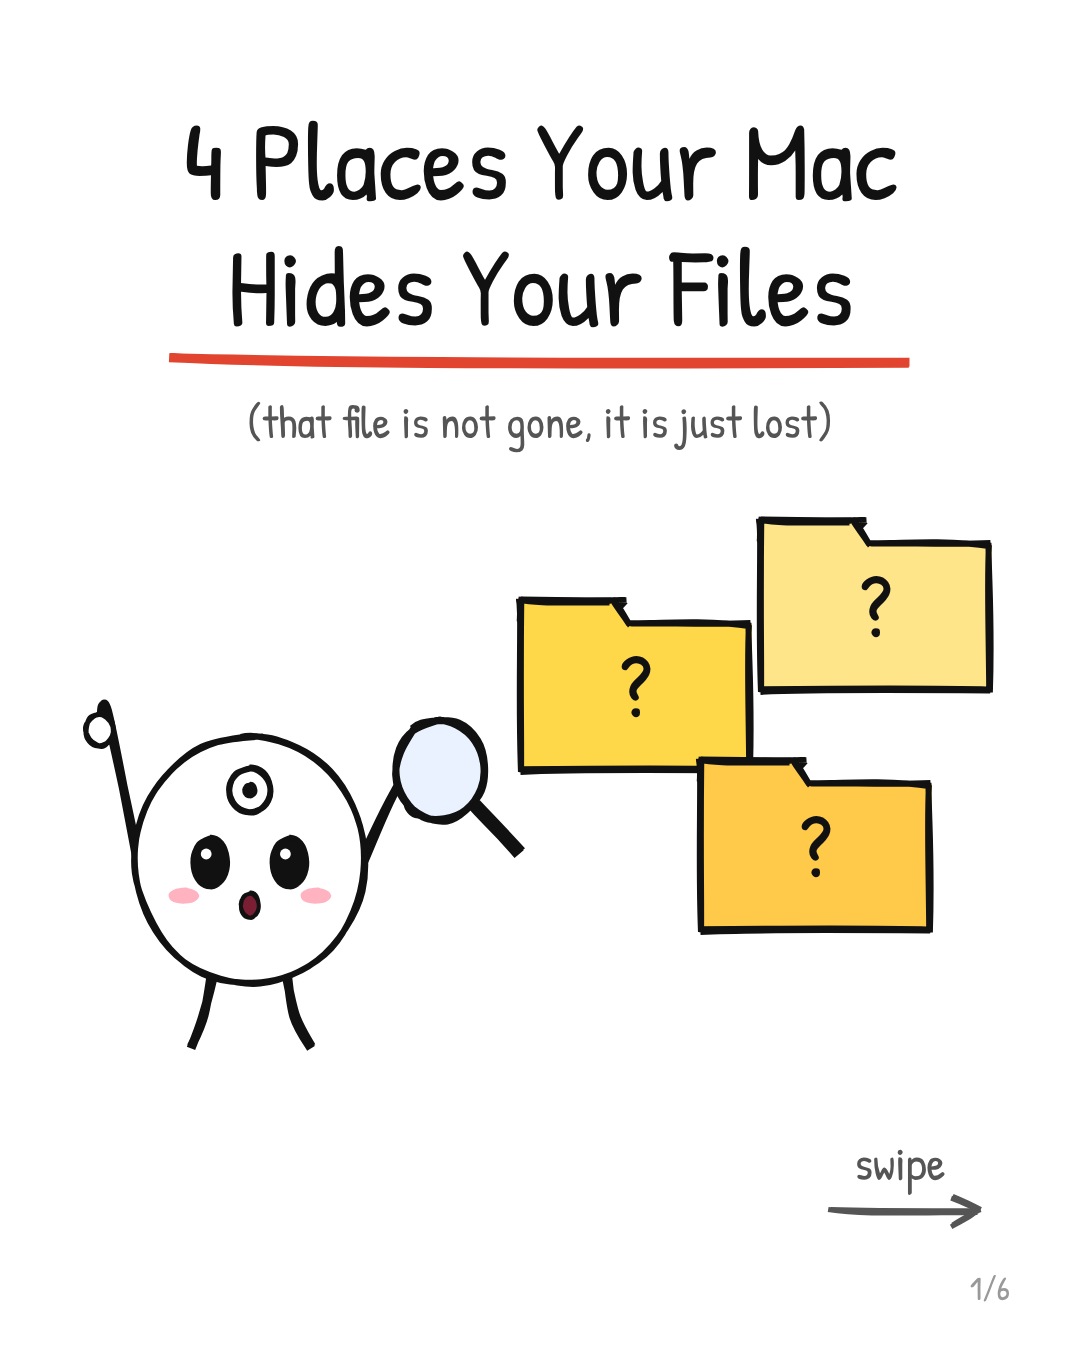 4 Places Your Mac
Hides Your Files
(that file is not gone, it is just lost)
?
?
?
swipe
1/6